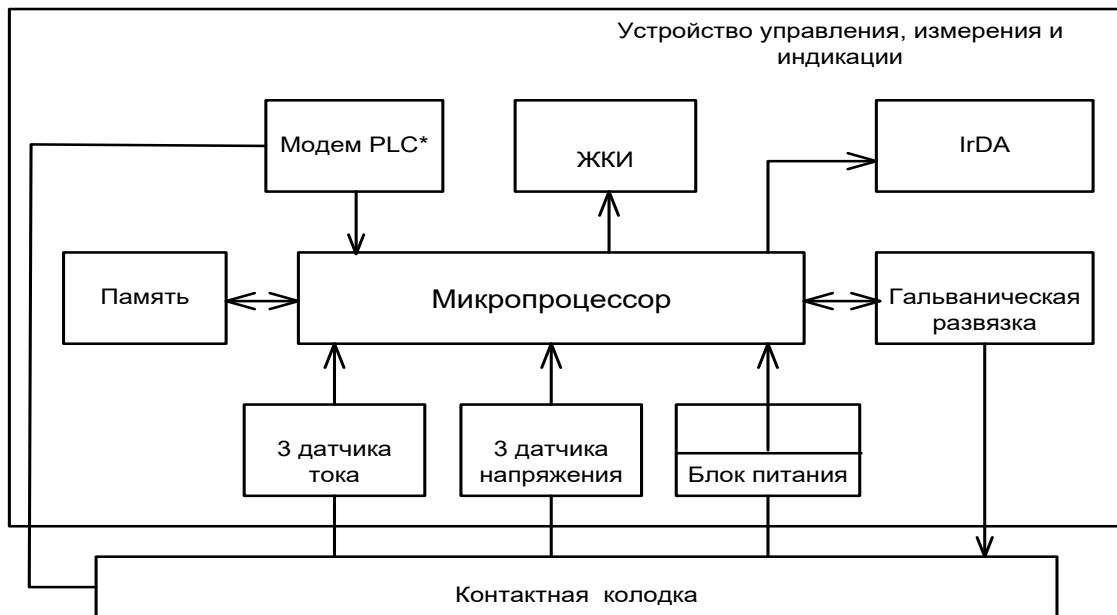 Устройство управления, измерения и
индикации
Модем PLC*
ЖКИ
IrDA
Память
Микропроцессор
Гальваническая
развязка
3 датчика
тока
3 датчика
напряжения
Блок питания
Контактная колодка